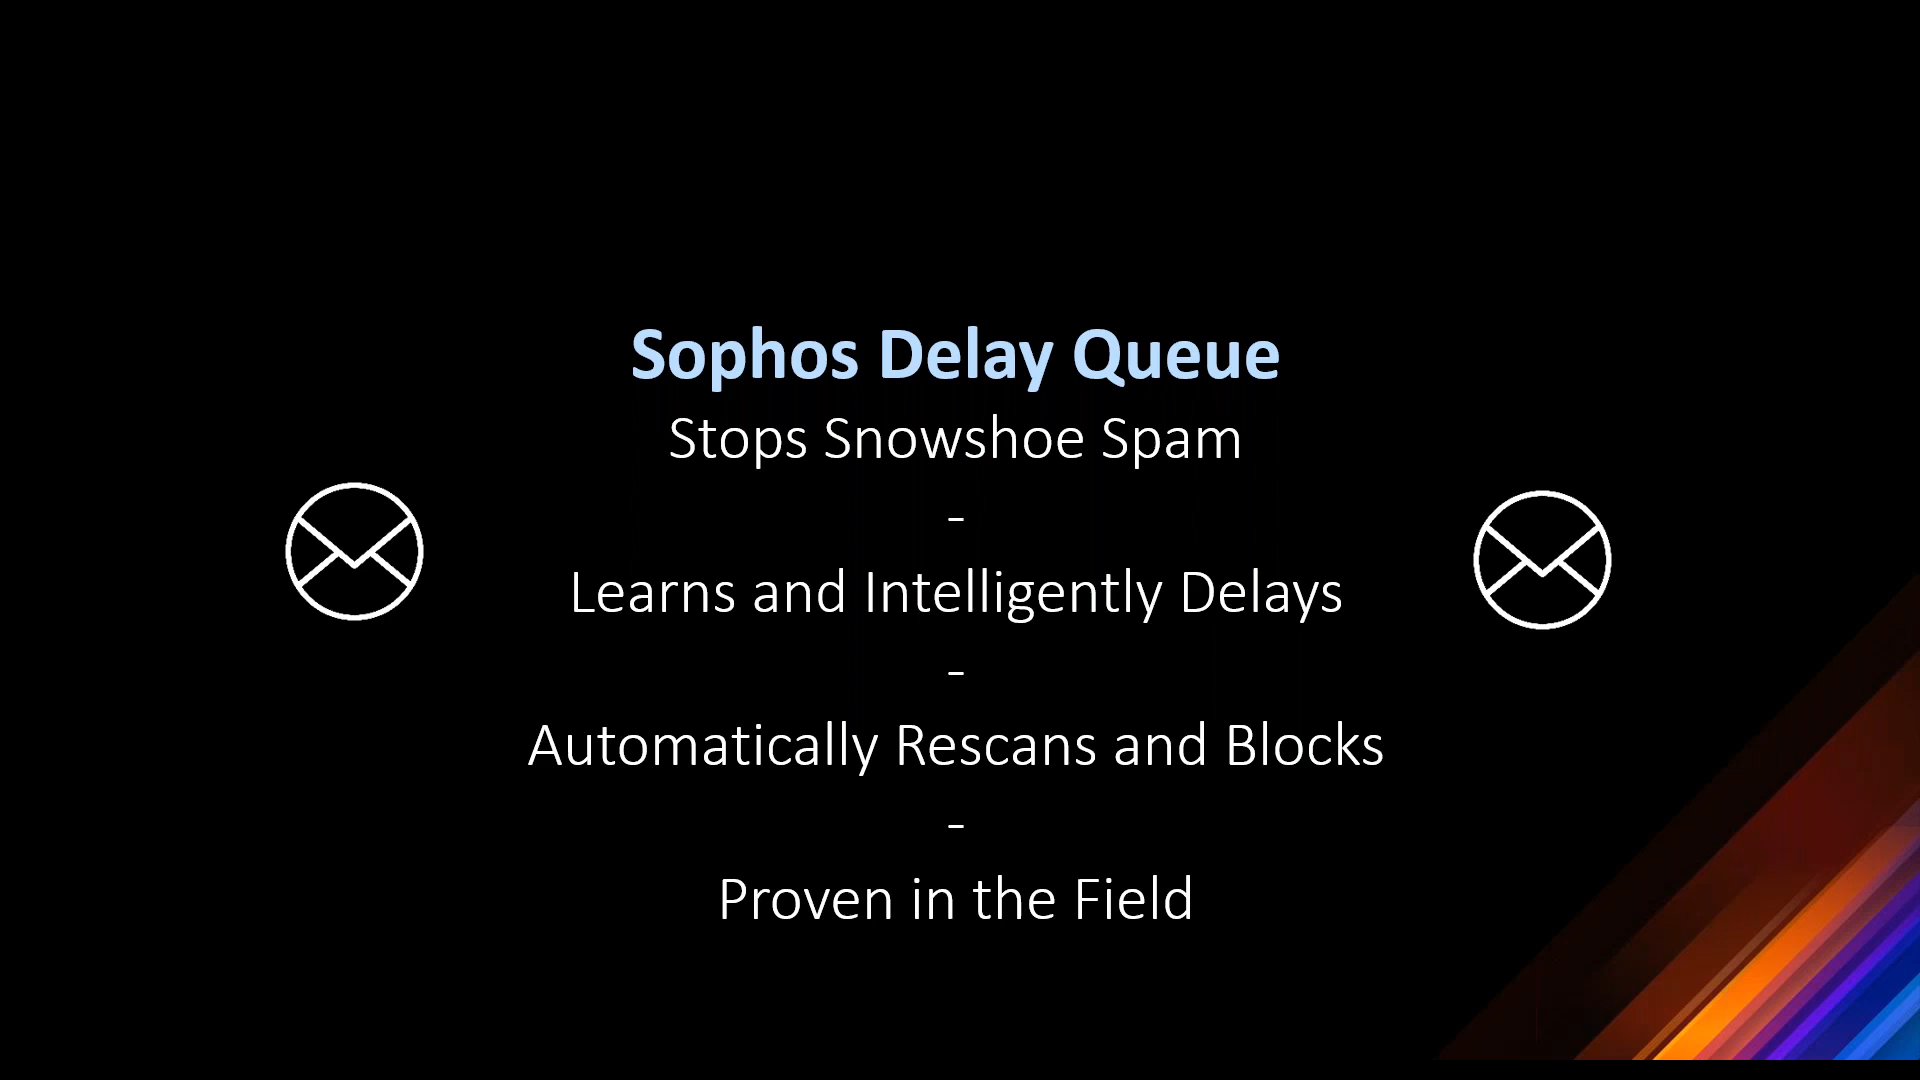 Sophos Delay Queue
Stops Snowshoe Spam
-
Learns and Intelligently Delays
-
Automatically Rescans and Blocks
-
Proven in the Field